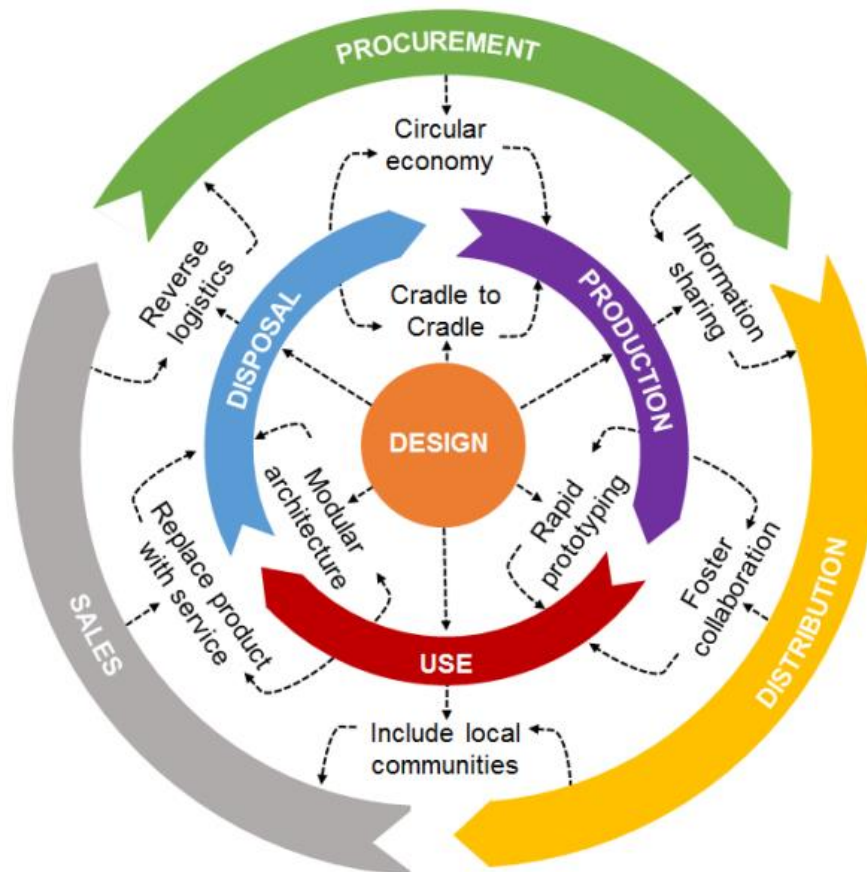 PROCUREMENT
Circular
economy
Reverse
logistics
Information
sharing
DISPOSAL
Cradle to
Cradle
PRODUCTION
DESIGN
Modular
architecture
Rapid
prototyping
Replace product
with service
Foster
collaboration
SALES
USE
DISTRIBUTION
Include local
communities